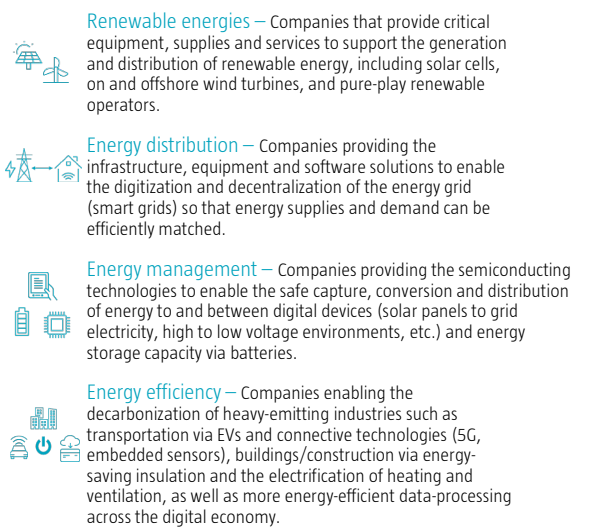 Renewable energies – Companies that provide critical
equipment, supplies and services to support the generation
and distribution of renewable energy, including solar cells,
on and offshore wind turbines, and pure-play renewable
operators.
Energy distribution – Companies providing the
infrastructure, equipment and software solutions to enable
the digitization and decentralization of the energy grid
(smart grids) so that energy supplies and demand can be
efficiently matched.
Energy management – Companies providing the semiconducting
technologies to enable the safe capture, conversion and distribution
of energy to and between digital devices (solar panels to grid
electricity, high to low voltage environments, etc.) and energy
storage capacity via batteries.
Energy efficiency – Companies enabling the
decarbonization of heavy-emitting industries such as
transportation via EVs and connective technologies (5G,
embedded sensors), buildings/construction via energy-
saving insulation and the electrification of heating and
ventilation, as well as more energy-efficient data-processing
across the digital economy.